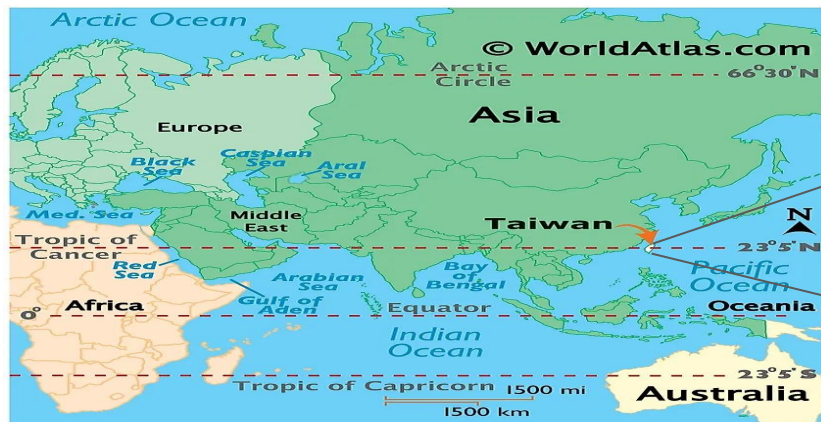 Arctic Ocean
© WorldAtlas.com
Arctic
Circle
66°30'N
Asia
Europe
Black
Sea
Caspian
Sea
Aral
Sea
Med. Sea
Middle
East
Taiwan
N
Tropic of
Cancer
23°5'N
Red
Sea
Arabian
Sea
Bay
of
Bengal
Pacific
Ocean
Gulf of
Aden
Africa
Equator
Oceania
0°
Indian
Ocean
Tropic of Capricorn
23°5'S
1500 mi
1500 km
Australia